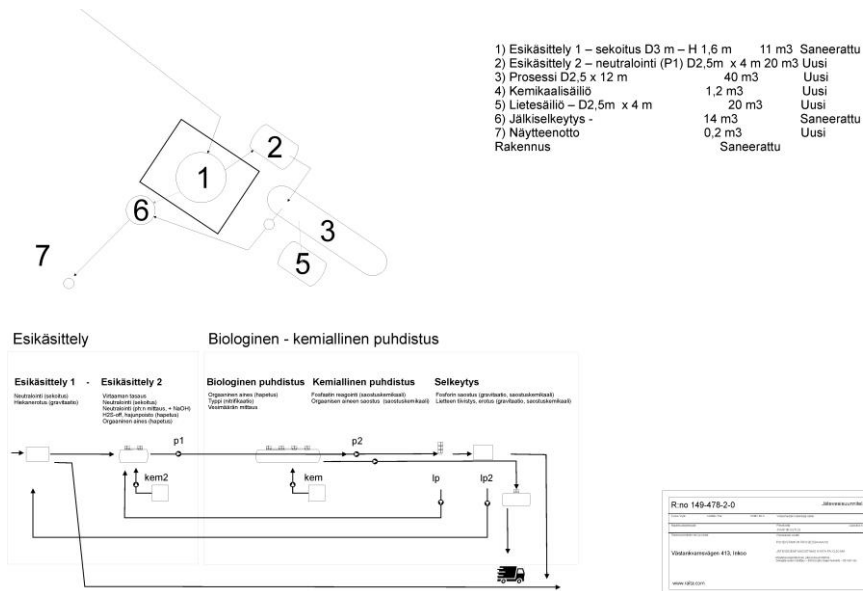 1) Esikäsittely 1 – sekoitus D3 m – H 1,6 m 11 m3 Saneerattu
2) Esikäsittely 2 – neutralointi (P1) D2,5m x 4 m 20 m3 Uusi
3) Prosessi D2,5 x 12 m 40 m3 Uusi
4) Kemikaalisäiliö 1,2 m3 Uusi
5) Lietesäiliö – D2,5m x 4 m 20 m3 Uusi
6) Jälkiselkeytys - 14 m3 Saneerattu
7) Näytteenotto 0,2 m3 Uusi
Rakennus Saneerattu
2
1
6
3
7
5
Esikäsittely
Biologinen - kemiallinen puhdistus
Esikäsittely 1 - Esikäsittely 2
Neutralointi (sekoitus)
Hiekanerotus (gravitaatio)
Virtaaman tasaus
Neutralointi (sekoitus)
Neutralointi (ph:n mittaus, + NaOH)
H2S-off, hajunpoisto (hapetus)
Orgaaninen aines (hapetus)
Biologinen puhdistus
Orgaaninen aines (hapetus)
Typpi (nitrifikaatio)
Vesimäärän mittaus
Kemiallinen puhdistus
Fosfaatin reagointi (saostuskemikaali)
Orgaanisen aineen saostus (saostuskemikaali)
Selkeytys
Fosforin saostus (gravitaatio, saostuskemikaali)
Lietteen tiivistys, erotus (gravitaatio, saostuskemikaali)
p1
p2
kem2
kem
lp
lp2
R:no 149-478-2-0
Västankvarnsvägen 413, Inkoo
www.raita.com